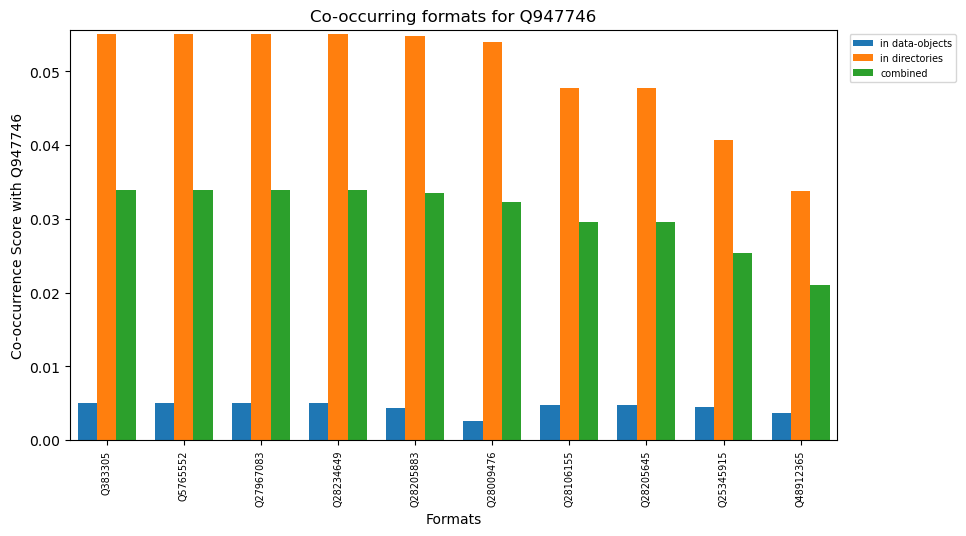 Co-occurring formats for Q947746
in data-objects
in directories
combined
Co-occurrence Score with Q947746
0.05
0.04
0.03
0.02
0.01
0.00
Q383305
Q5765552
Q27967083
Q28234649
Q28205883
Q28009476
Q28106155
Q28205645
Q25345915
Q48912365
Formats